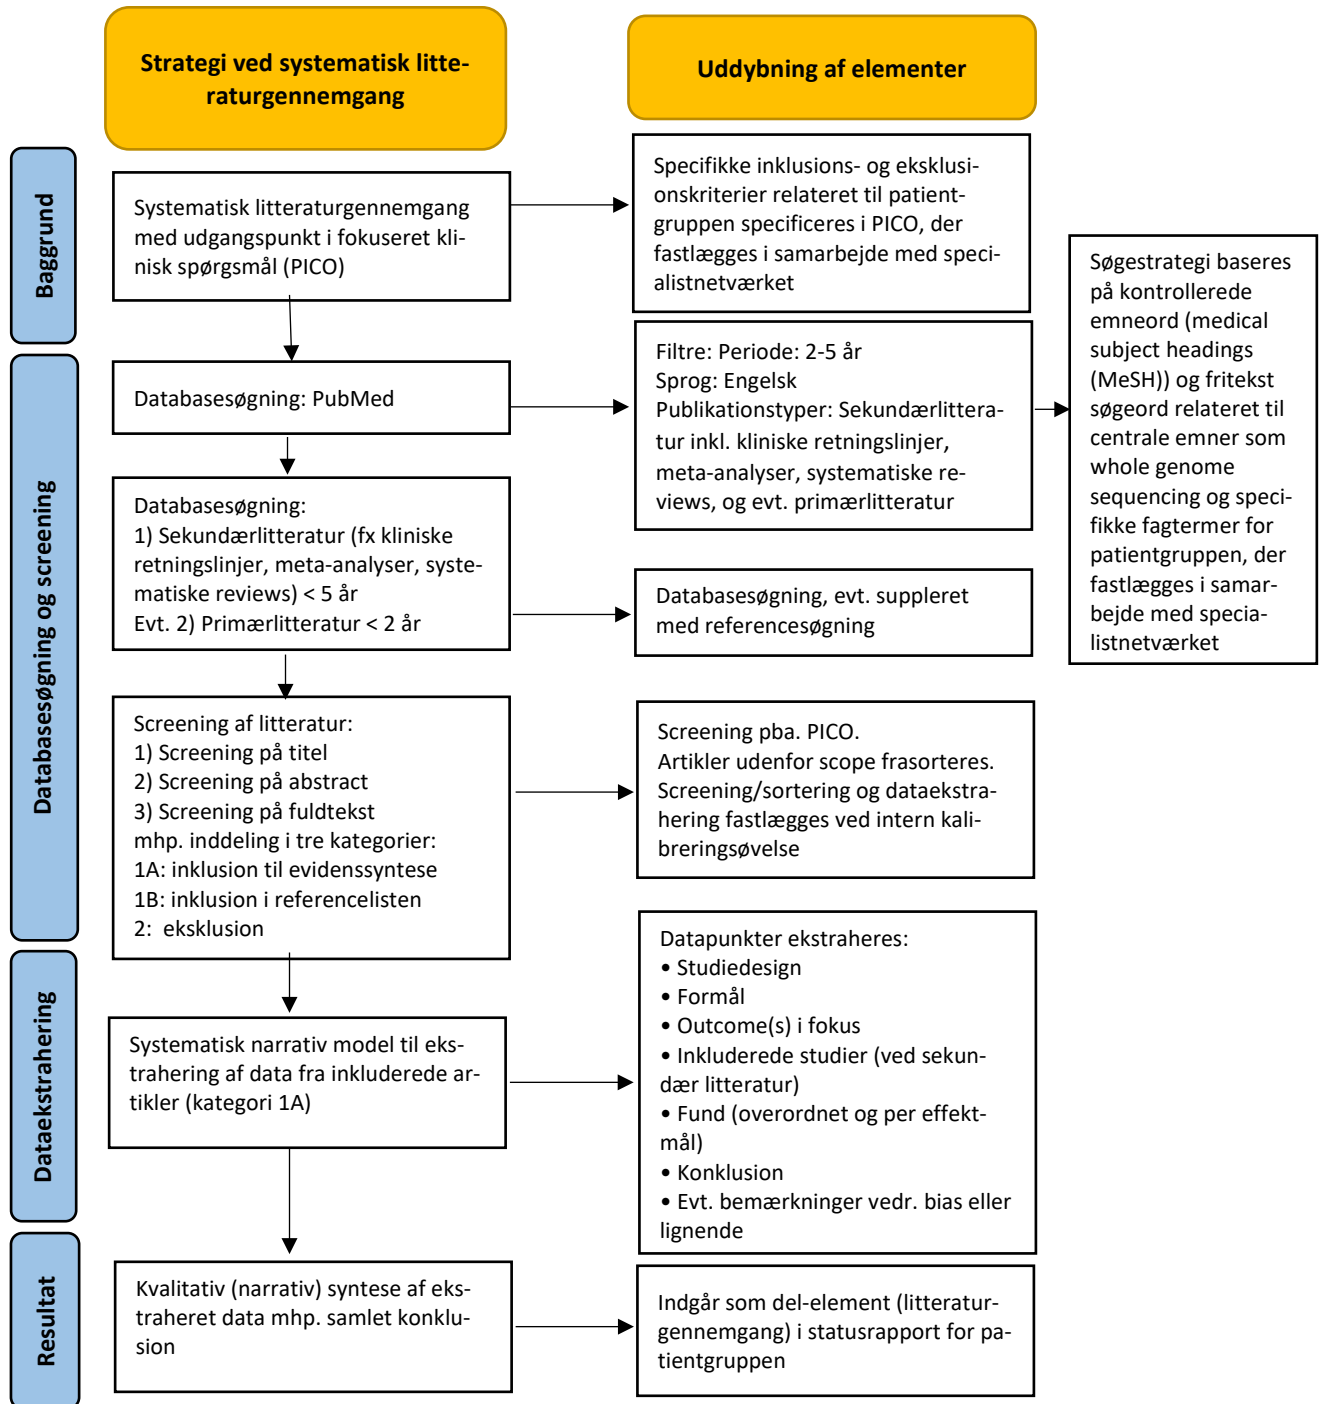 Strategi ved systematisk litte-
raturgennemgang
Uddybning af elementer
Baggrund
Systematisk litteraturgennemgang
med udgangspunkt i fokuseret kli-
nisk spørgsmål (PICO)
Specifikke inklusions- og eksklusi-
onskriterier relateret til patient-
gruppen specificeres i PICO, der
fastlægges i samarbejde med speci-
alistnetværket
Databasesøgning og screening
Databasesøgning: PubMed
Filtre: Periode: 2-5 år
Sprog: Engelsk
Publikationstyper: Sekundærlittera-
tur inkl. kliniske retningslinjer,
meta-analyser, systematiske re-
views, og evt. primærlitteratur
Søgestrategi baseres
på kontrollerede
emneord (medical
subject headings
(MeSH)) og fritekst
søgeord relateret til
centrale emner som
whole genome
sequencing og speci-
fikke fagtermer for
patientgruppen, der
fastlægges i samar-
bejde med specia-
listnetværket
Databasesøgning:
1) Sekundærlitteratur (fx kliniske
retningslinjer, meta-analyser, syste-
matiske reviews) < 5 år
Evt. 2) Primærlitteratur < 2 år
Databasesøgning, evt. suppleret
med referencesøgning
Screening af litteratur:
1) Screening på titel
2) Screening på abstract
3) Screening på fuldtekst
mhp. inddeling i tre kategorier:
1A: inklusion til evidenssyntese
1B: inklusion i referencelisten
2: eksklusion
Screening pba. PICO.
Artikler udenfor scope frasorteres.
Screening/sortering og dataekstra-
hering fastlægges ved intern kali-
breringsøvelse
Dataekstrahering
Systematisk narrativ model til eks-
trahering af data fra inkluderede ar-
tikler (kategori 1A)
Datapunkter ekstraheres:
• Studiedesign
• Formål
• Outcome(s) i fokus
• Inkluderede studier (ved sekun-
dær litteratur)
• Fund (overordnet og per effekt-
mål)
• Konklusion
• Evt. bemærkninger vedr. bias eller
lignende
Resultat
Kvalitativ (narrativ) syntese af eks-
traheret data mhp. samlet konklu-
sion
Indgår som del-element (litteratur-
gennemgang) i statusrapport for pa-
tientgruppen